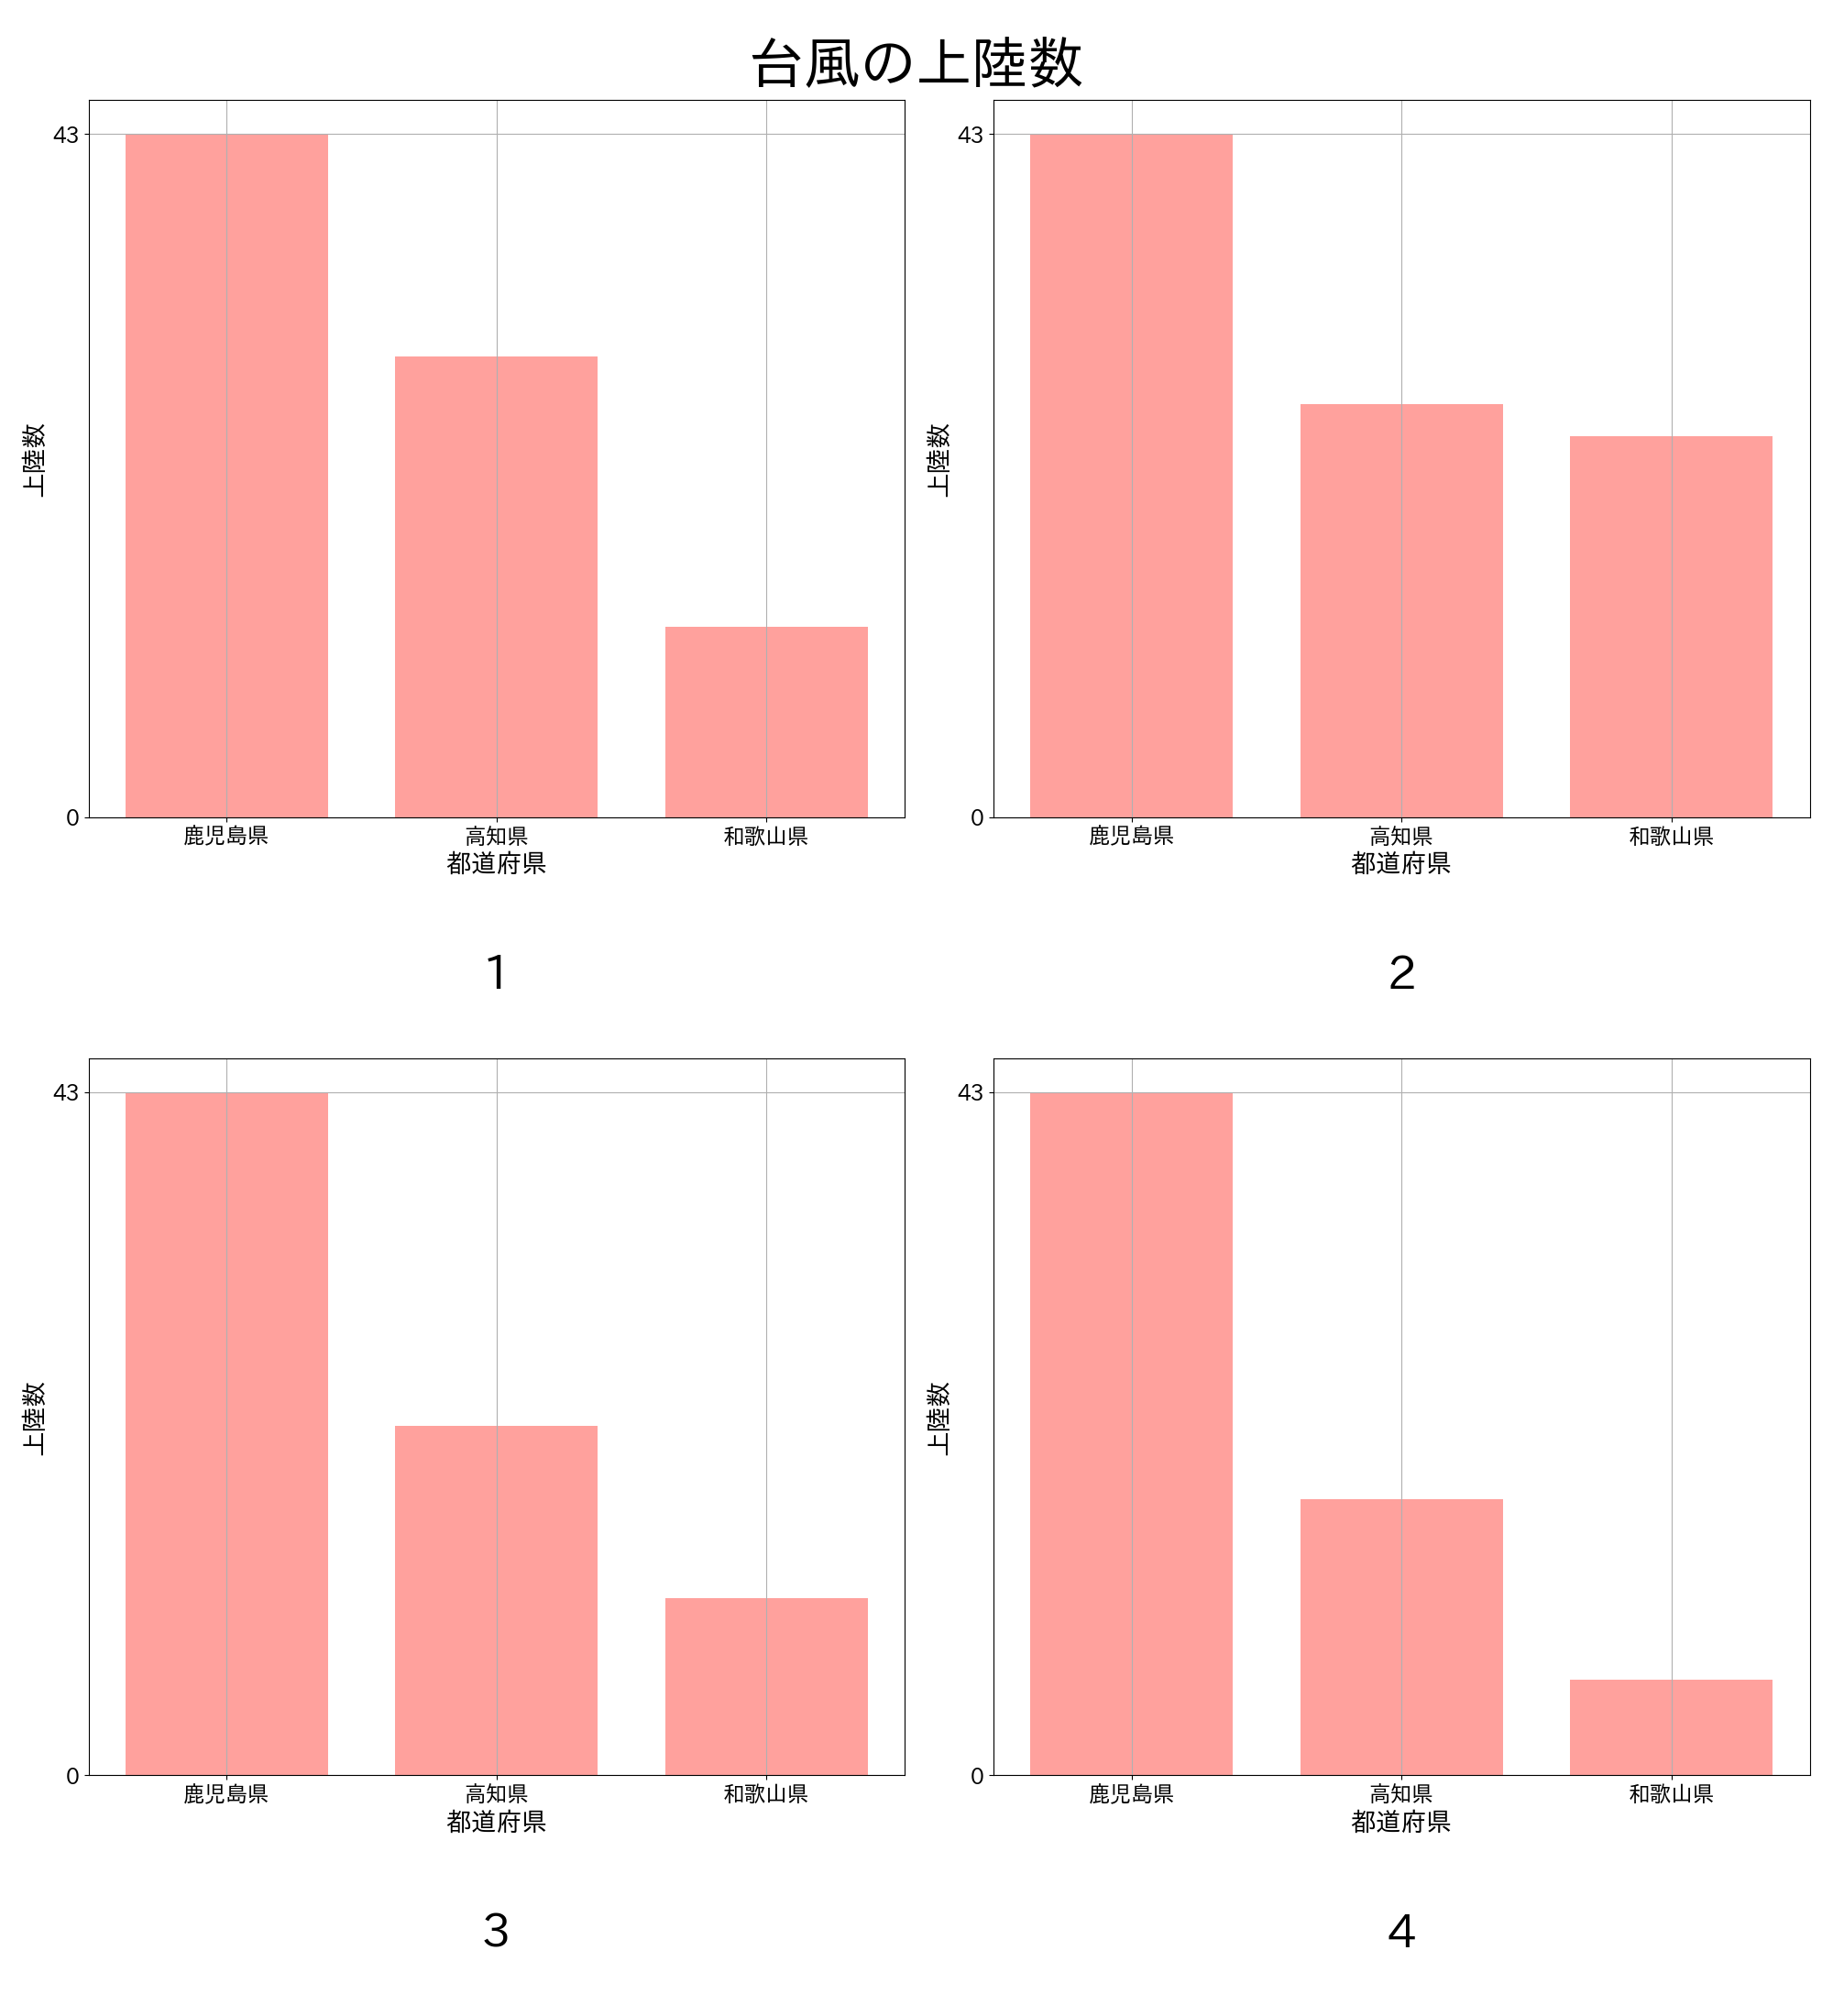 台風の上陸数
43
0
上陸数
鹿児島県 高知県 和歌山県
都道府県
1
43
0
上陸数
鹿児島県 高知県 和歌山県
都道府県
2
43
0
上陸数
鹿児島県 高知県 和歌山県
都道府県
3
43
0
上陸数
鹿児島県 高知県 和歌山県
都道府県
4